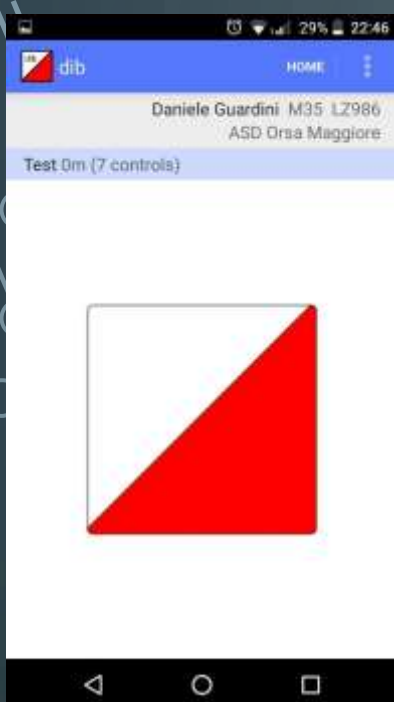 29% 22:46
dib HOME
Daniele Guardini M35 LZ986
ASD Orsa Maggiore
Test 0m (7 controls)